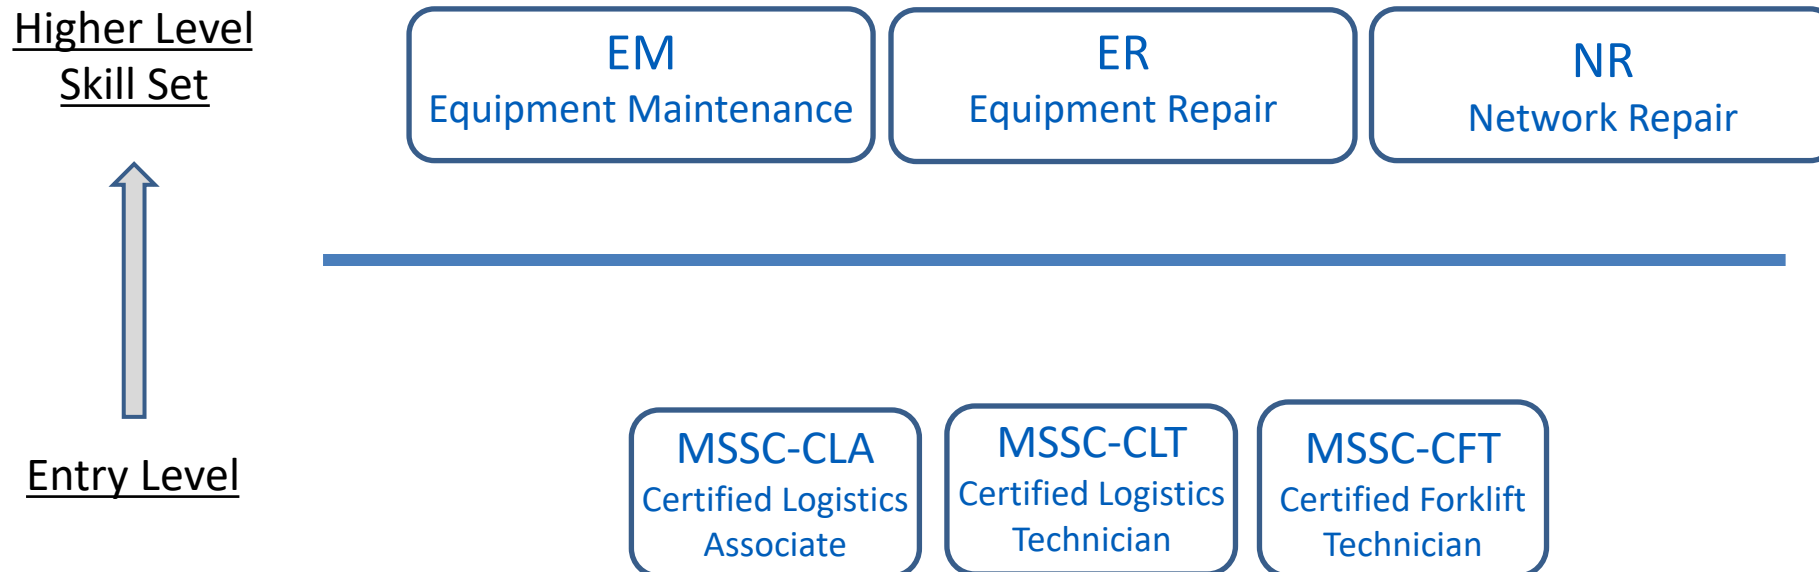 Higher Level
Skill Set
EM
Equipment Maintenance
ER
Equipment Repair
NR
Network Repair
Entry Level
MSSC-CLA
Certified Logistics
Associate
MSSC-CLT
Certified Logistics
Technician
MSSC-CFT
Certified Forklift
Technician